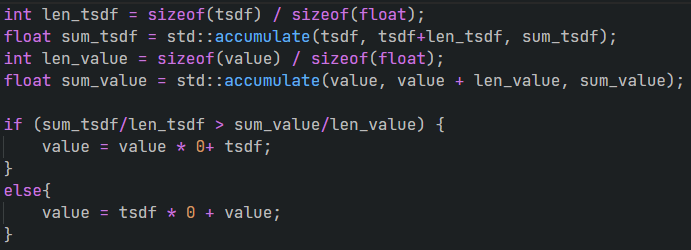 int len_tsdf = sizeof(tsdf) / sizeof(float);
float sum_tsdf = std::accumulate(tsdf, tsdf+len_tsdf, sum_tsdf);
int len_value = sizeof(value) / sizeof(float);
float sum_value = std::accumulate(value, value + len_value, sum_value);

if (sum_tsdf/len_tsdf > sum_value/len_value) {
    value = value * 0+ tsdf;
}
else{
    value = tsdf * 0 + value;
}